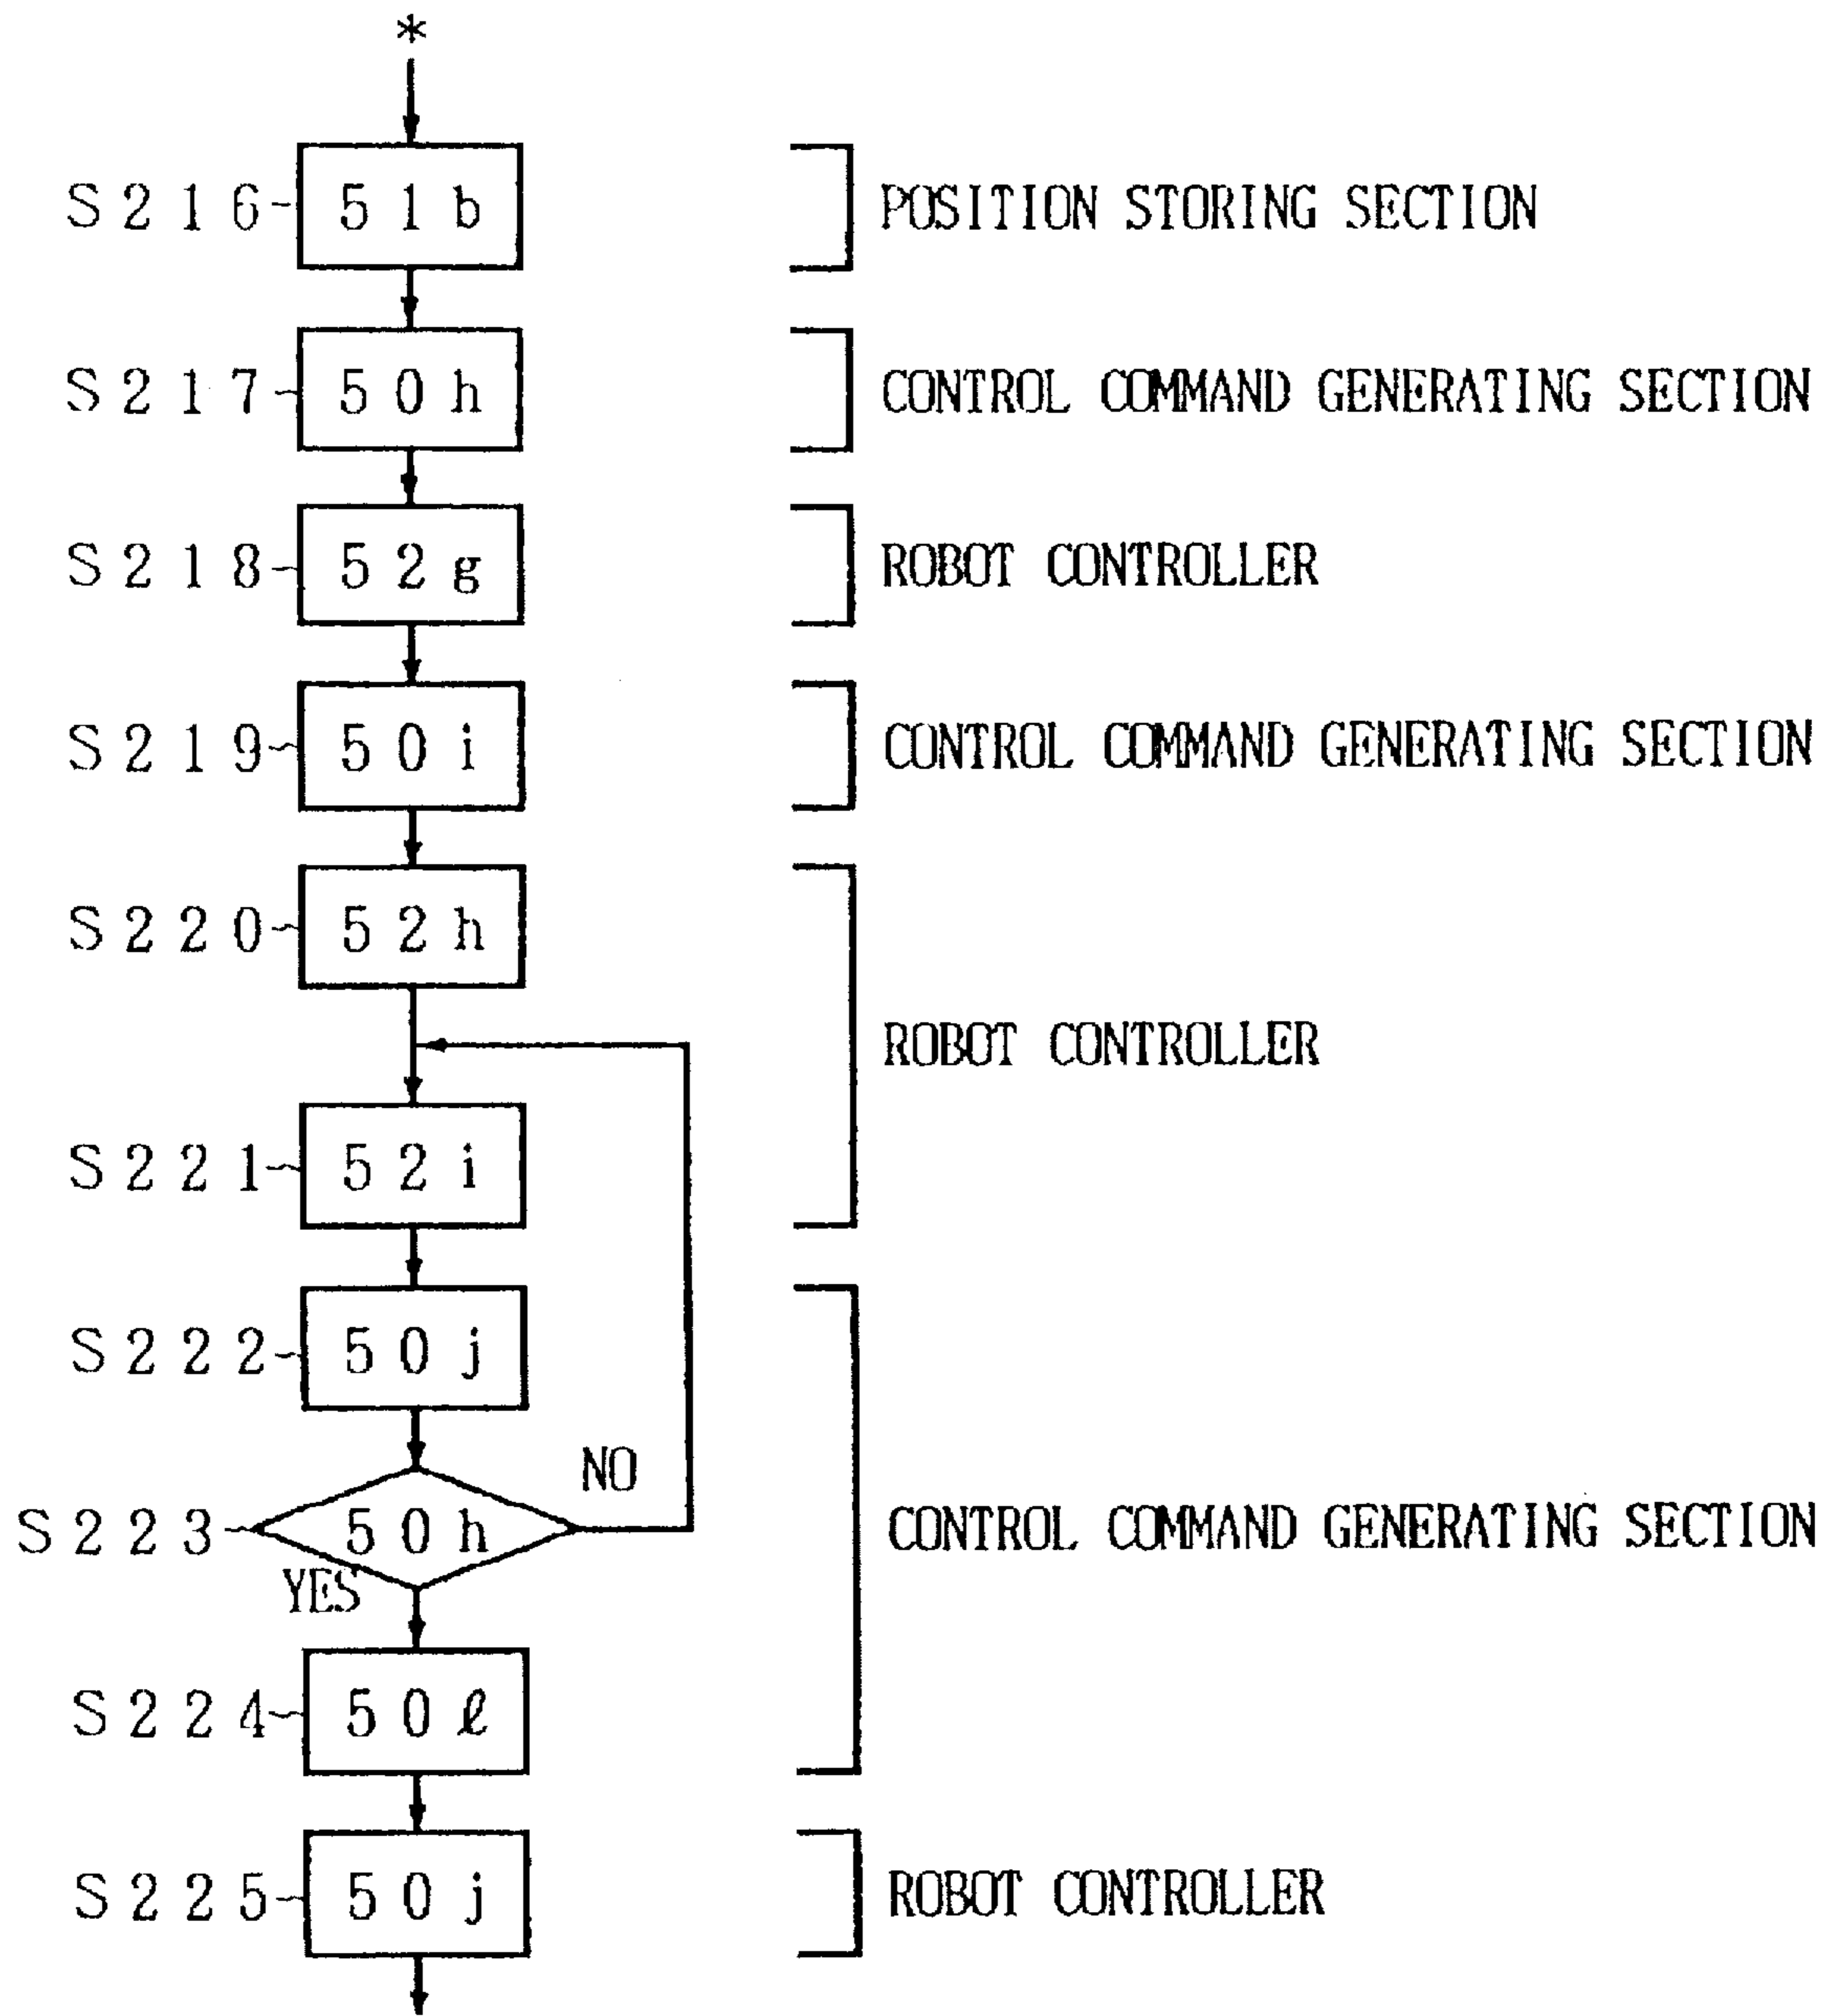 *
S216 51b POSITION STORING SECTION
S217 50h CONTROL COMMAND GENERATING SECTION
S218 52g ROBOT CONTROLLER
S219 50i CONTROL COMMAND GENERATING SECTION
S220 52h
ROBOT CONTROLLER
S221 52i
S222 50j
NO
S223 50h CONTROL COMMAND GENERATING SECTION
YES
S224 50ℓ
S225 50j ROBOT CONTROLLER